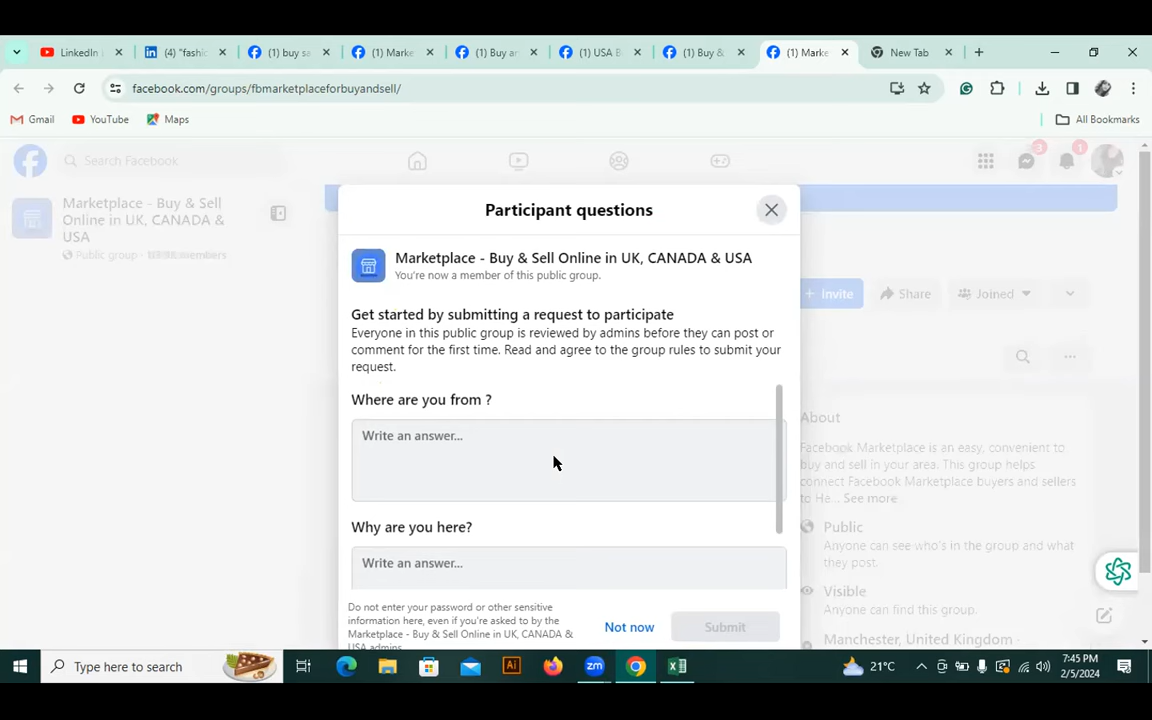 LinkedIn
(4) "fashi
(1) buy sa
(1) Marke
(1) Buy ar
(1) USA B
(1) Buy &
(1) Marke
New Tab
facebook.com/groups/fbmarketplaceforbuyandsell/
Gmail
YouTube
Maps
All Bookmarks
Search Facebook
3
1
Marketplace - Buy & Sell
Online in UK, CANADA &
USA
Public group · members
Participant questions
Marketplace - Buy & Sell Online in UK, CANADA & USA
You're now a member of this public group.
Get started by submitting a request to participate
Everyone in this public group is reviewed by admins before they can post or
comment for the first time. Read and agree to the group rules to submit your
request.
Where are you from ?
Write an answer...
Why are you here?
Write an answer...
Do not enter your password or other sensitive
information here, even if you're asked to by the
Marketplace - Buy & Sell Online in UK, CANADA &
USA admins.
Not now
Submit
+ Invite
Share
Joined
About
Facebook Marketplace is an easy, convenient to
buy and sell in your area. This group helps
connect Facebook Marketplace buyers and sellers
to He... See more
Public
Anyone can see who's in the group and what
they post.
Visible
Anyone can find this group.
Manchester, United Kingdom ·
Type here to search
Ai
zm
21°C
7:45 PM
2/5/2024